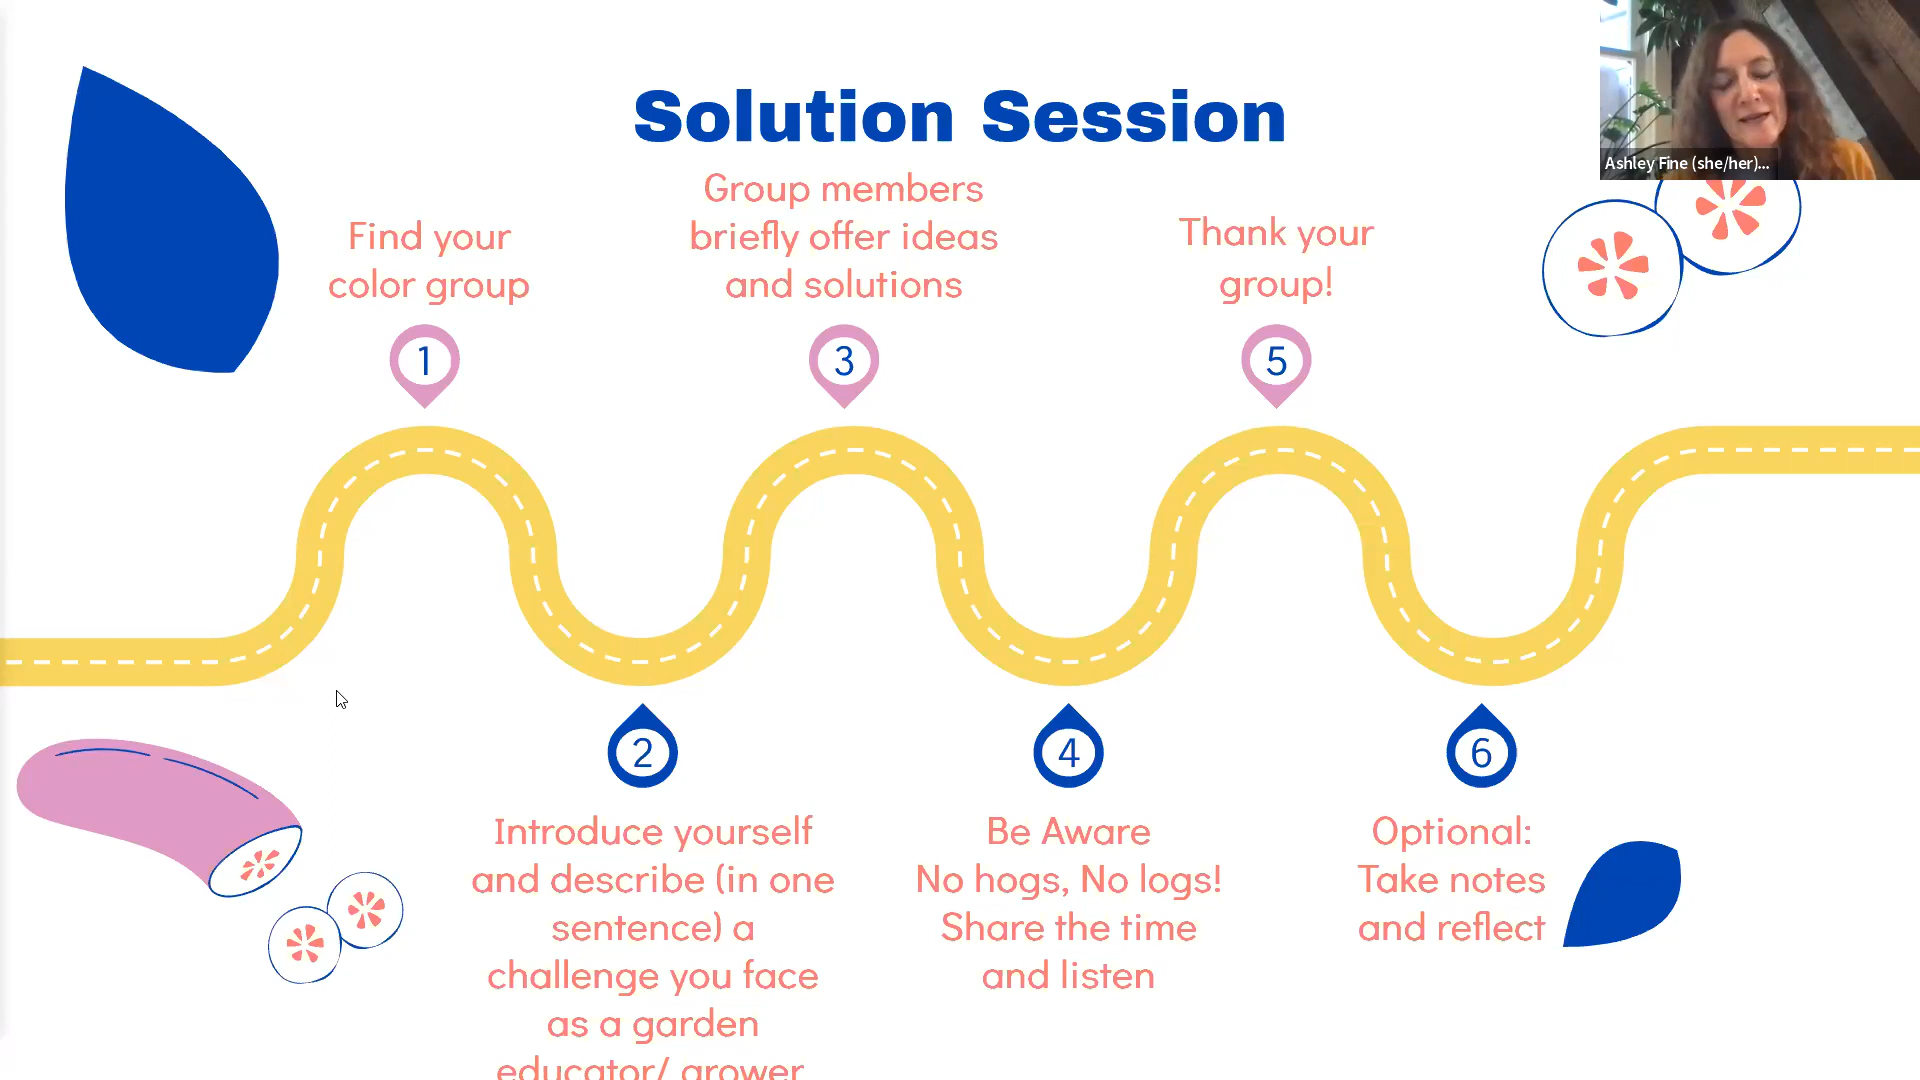 Solution Session
Ashley Fine (she/her)...
Find your
color group
1
Introduce yourself
and describe (in one
sentence) a
challenge you face
as a garden
educator/ grower
2
Group members
briefly offer ideas
and solutions
3
Be Aware
No hogs, No logs!
Share the time
and listen
4
Thank your
group!
5
Optional:
Take notes
and reflect
6